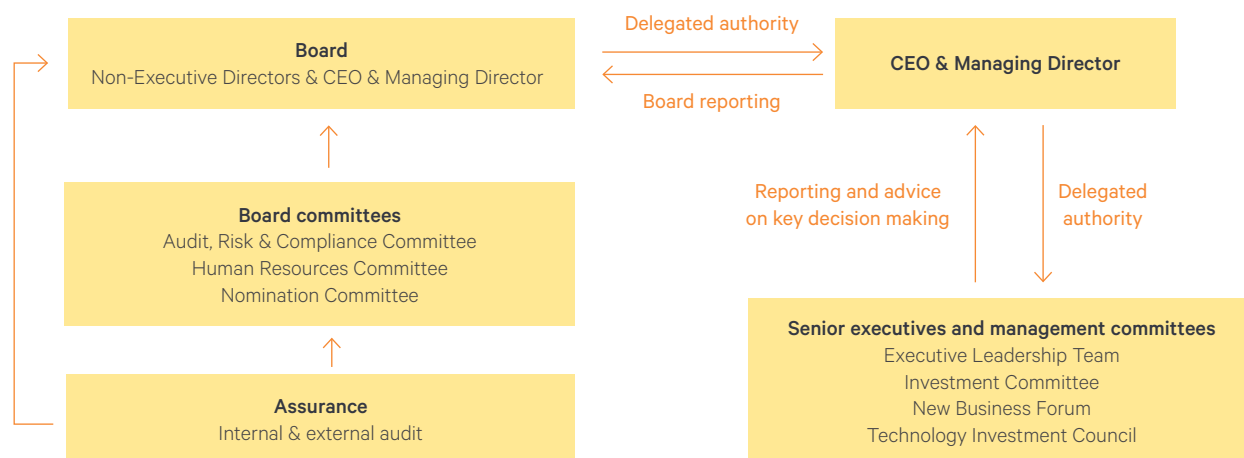 Board
Non-Executive Directors & CEO & Managing Director
Delegated authority
Board reporting
CEO & Managing Director
Board committees
Audit, Risk & Compliance Committee
Human Resources Committee
Nomination Committee
Reporting and advice
on key decision making
Delegated
authority
Assurance
Internal & external audit
Senior executives and management committees
Executive Leadership Team
Investment Committee
New Business Forum
Technology Investment Council